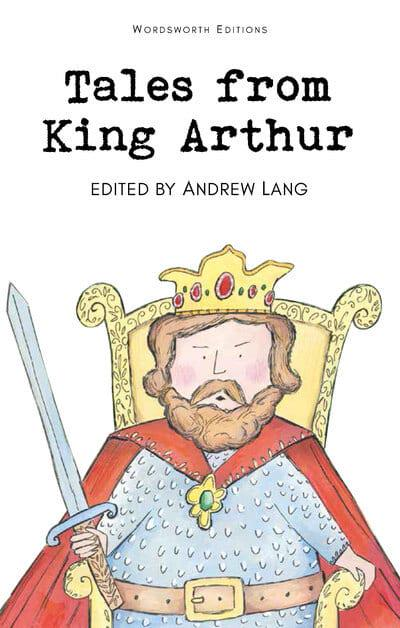 Wordsworth Editions
Tales from
King Arthur
edited by Andrew Lang